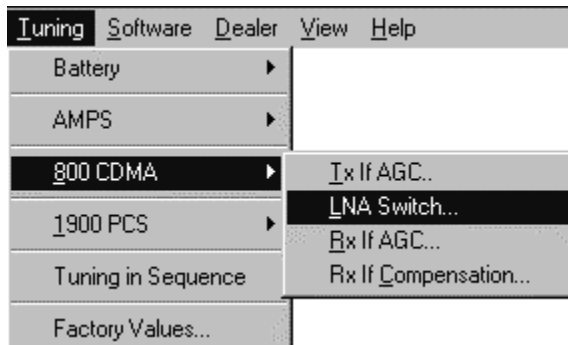 Tuning Software Dealer View Help
Battery
AMPS
800 CDMA
Tx If AGC..
LNA Switch...
1900 PCS
Rx If AGC...
Tuning in Sequence
Rx If Compensation...
Factory Values...